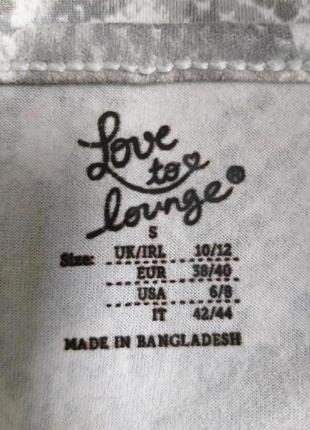 Love
to
lounge®
S
Size: UK/IRL 10/12
EUR 38/40
USA 6/8
IT 42/44
MADE IN BANGLADESH